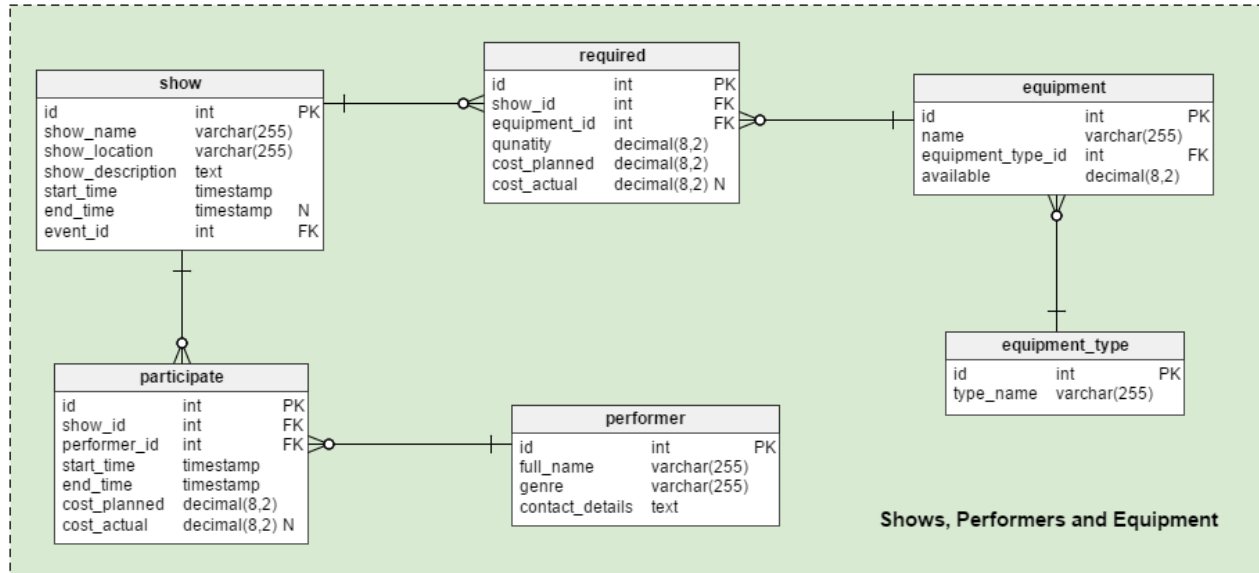 show
id int PK
show_name varchar(255)
show_location varchar(255)
show_description text
start_time timestamp
end_time timestamp N
event_id int FK
required
id int PK
show_id int FK
equipment_id int FK
qunatity decimal(8,2)
cost_planned decimal(8,2)
cost_actual decimal(8,2) N
equipment
id int PK
name varchar(255)
equipment_type_id int FK
available decimal(8,2)
equipment_type
id int PK
type_name varchar(255)
participate
id int PK
show_id int FK
performer_id int FK
start_time timestamp
end_time timestamp
cost_planned decimal(8,2)
cost_actual decimal(8,2) N
performer
id int PK
full_name varchar(255)
genre varchar(255)
contact_details text
Shows, Performers and Equipment